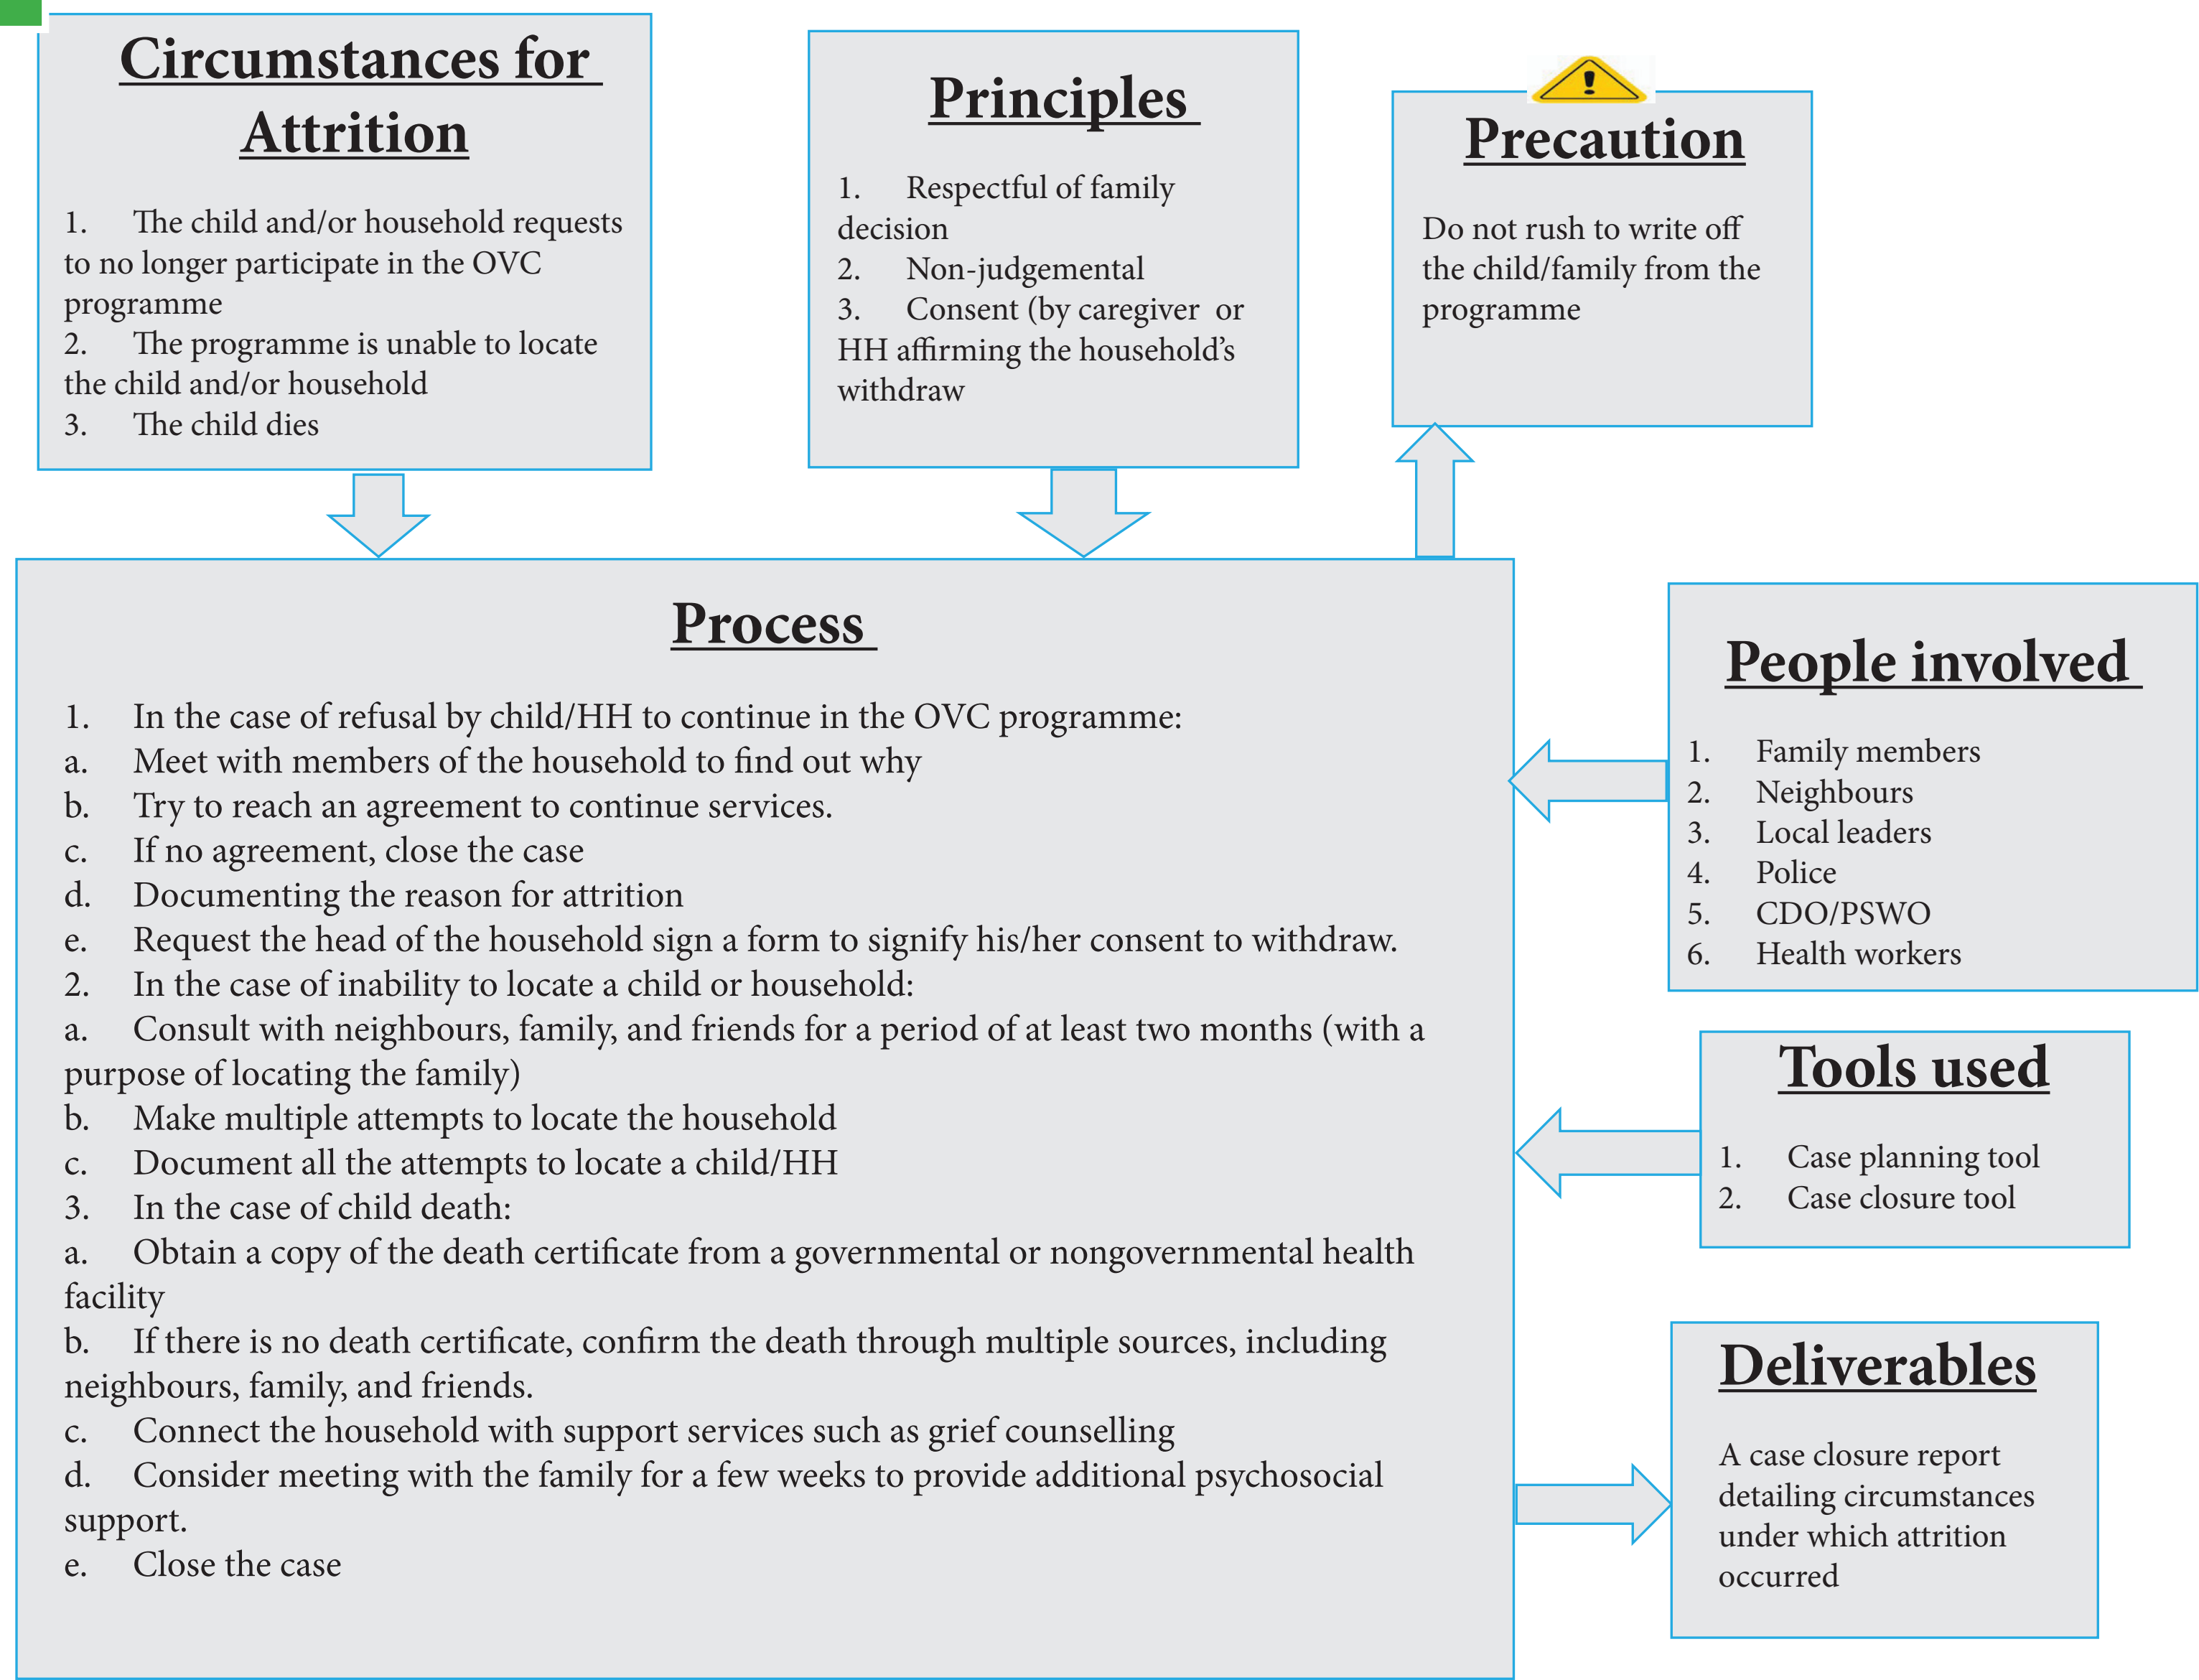 Circumstances for
Attrition
1. The child and/or household requests
to no longer participate in the OVC
programme
2. The programme is unable to locate
the child and/or household
3. The child dies
Principles
1. Respectful of family
decision
2. Non-judgemental
3. Consent (by caregiver or
HH affirming the household’s
withdraw
Precaution
Do not rush to write off
the child/family from the
programme
Process
1. In the case of refusal by child/HH to continue in the OVC programme:
a. Meet with members of the household to find out why
b. Try to reach an agreement to continue services.
c. If no agreement, close the case
d. Documenting the reason for attrition
e. Request the head of the household sign a form to signify his/her consent to withdraw.
2. In the case of inability to locate a child or household:
a. Consult with neighbours, family, and friends for a period of at least two months (with a
purpose of locating the family)
b. Make multiple attempts to locate the household
c. Document all the attempts to locate a child/HH
3. In the case of child death:
a. Obtain a copy of the death certificate from a governmental or nongovernmental health
facility
b. If there is no death certificate, confirm the death through multiple sources, including
neighbours, family, and friends.
c. Connect the household with support services such as grief counselling
d. Consider meeting with the family for a few weeks to provide additional psychosocial
support.
e. Close the case
People involved
1. Family members
2. Neighbours
3. Local leaders
4. Police
5. CDO/PSWO
6. Health workers
Tools used
1. Case planning tool
2. Case closure tool
Deliverables
A case closure report
detailing circumstances
under which attrition
occurred